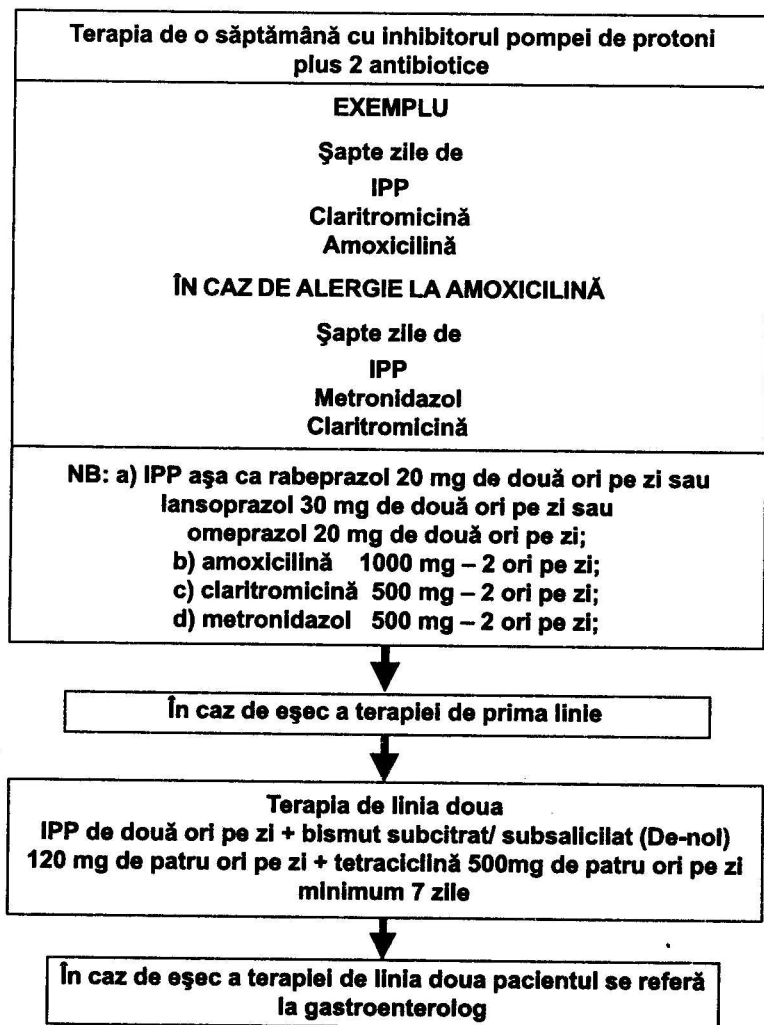 Terapia de o săptămână cu inhibitorul pompei de protoni
plus 2 antibiotice
EXEMPLU
Şapte zile de
IPP
Claritromicină
Amoxicilină
ÎN CAZ DE ALERGIE LA AMOXICILINĂ
Şapte zile de
IPP
Metronidazol
Claritromicină
NB: a) IPP aşa ca rabeprazol 20 mg de două ori pe zi sau
lansoprazol 30 mg de două ori pe zi sau
omeprazol 20 mg de două ori pe zi;
b) amoxicilină 1000 mg – 2 ori pe zi;
c) claritromicină 500 mg – 2 ori pe zi;
d) metronidazol 500 mg – 2 ori pe zi;
În caz de eşec a terapiei de prima linie
Terapia de linia doua
IPP de două ori pe zi + bismut subcitrat/ subsalicilat (De-nol)
120 mg de patru ori pe zi + tetraciclină 500mg de patru ori pe zi
minimum 7 zile
În caz de eşec a terapiei de linia doua pacientul se referă
la gastroenterolog